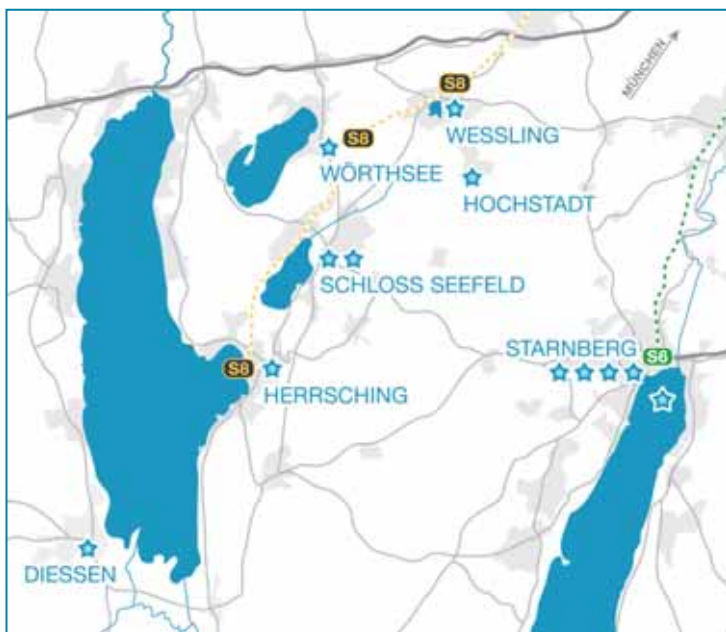 MÜNCHEN
S8
WESSLING
S8
WÖRTHSEE
HOCHSTADT
SCHLOSS SEEFELD
STARNBERG
S6
S8
HERRSCHING
DIESSEN